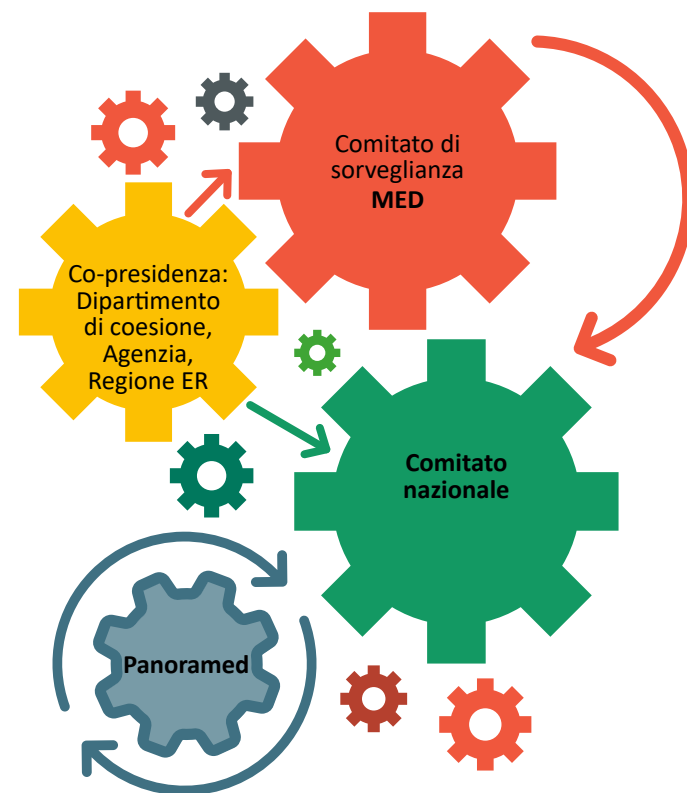 Comitato di
sorveglianza
MED
Co-presidenza:
Dipartimento
di coesione,
Agenzia,
Regione ER
Comitato
nazionale
Panoramed